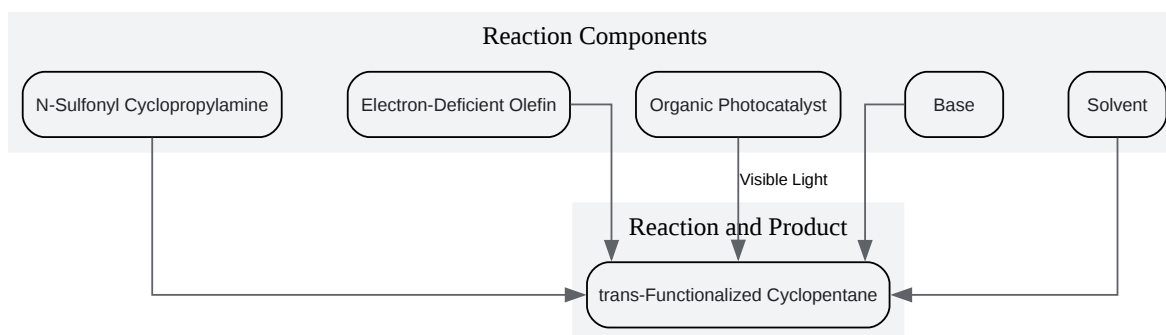 Reaction Components
N-Sulfonyl Cyclopropylamine
Electron-Deficient Olefin
Organic Photocatalyst
Base
Solvent
Visible Light
Reaction and Product
trans-Functionalized Cyclopentane